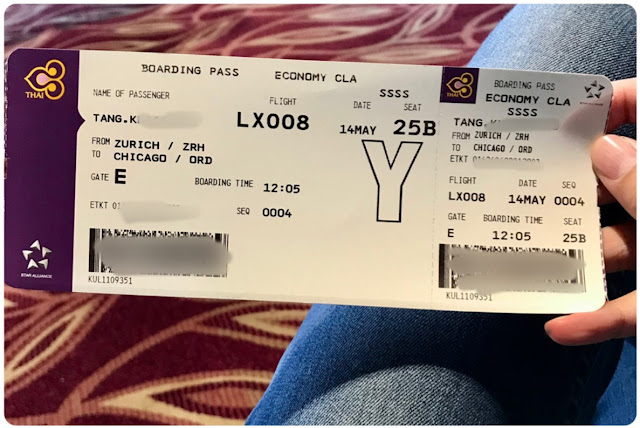 THAI
STAR ALLIANCE
BOARDING PASS ECONOMY CLA
SSSS
NAME OF PASSENGER FLIGHT DATE SEAT
TANG. LX008 14MAY 25B
FROM ZURICH / ZRH
TO CHICAGO / ORD
GATE E BOARDING TIME 12:05
Y
ETKT
SEQ 0004
KUL1109351
THAI
BOARDING PASS
ECONOMY CLA
SSSS
TANG.
FROM ZURICH / ZRH
TO CHICAGO / ORD
ETKT
FLIGHT DATE SEQ
LX008 14MAY 0004
GATE BOARDING TIME SEAT
E 12:05 25B
KUL1109351